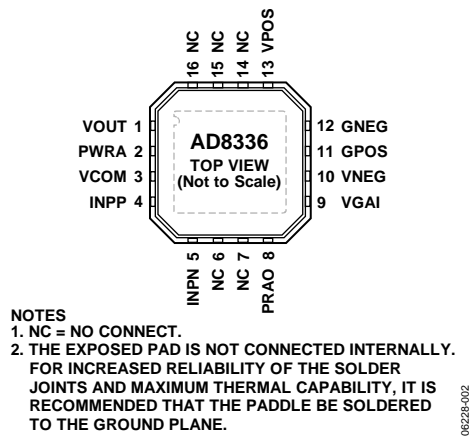 16 NC
15 NC
14 NC
13 VPOS
VOUT 1
PWRA 2
VCOM 3
INPP 4
AD8336
TOP VIEW
(Not to Scale)
12 GNEG
11 GPOS
10 VNEG
9 VGAI
INPN 5
NC 6
NC 7
PRAO 8
NOTES
1. NC = NO CONNECT.
2. THE EXPOSED PAD IS NOT CONNECTED INTERNALLY.
FOR INCREASED RELIABILITY OF THE SOLDER
JOINTS AND MAXIMUM THERMAL CAPABILITY, IT IS
RECOMMENDED THAT THE PADDLE BE SOLDERED
TO THE GROUND PLANE.
06228-002